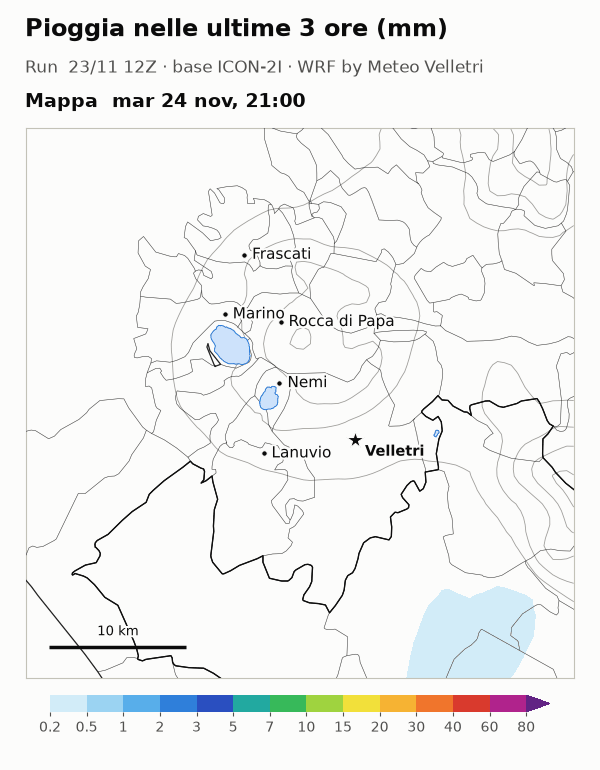 Pioggia nelle ultime 3 ore (mm)
Run  23/11 12Z · base ICON-2I · WRF by Meteo Velletri
Mappa  mar 24 nov, 21:00
Frascati
Marino
Rocca di Papa
Nemi
Velletri
Lanuvio
10 km
0.2 0.5 1 2 3 5 7 10 15 20 30 40 60 80